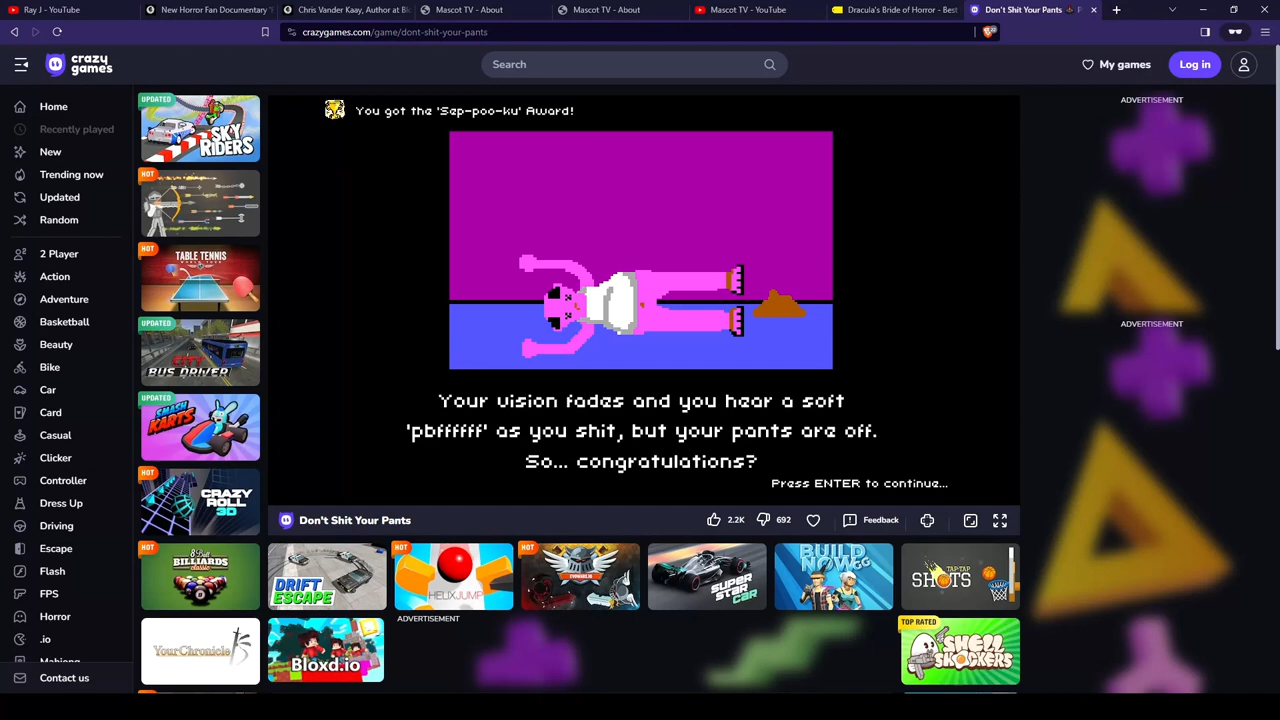 Ray J - YouTube
New Horror Fan Documentary "
Chris Vander Kaay, Author at Bl
Mascot TV - About
Mascot TV - About
Mascot TV - YouTube
Dracula's Bride of Horror - Best
Don't Shit Your Pants
crazygames.com/game/dont-shit-your-pants
crazy
games
Search
My games
Log in
Home
Recently played
New
Trending now
Updated
Random
2 Player
Action
Adventure
Basketball
Beauty
Bike
Car
Card
Casual
Clicker
Controller
Dress Up
Driving
Escape
Flash
FPS
Horror
.io
Mahjong
Contact us
UPDATED
SKY
RIDERS
HOT
HOT
TABLE TENNIS
WORLD TOUR
UPDATED
CITY
BUS DRIVER
UPDATED
SMASH
KARTS
HOT
CRAZY
ROLL 3D
You got the 'Sep-poo-ku' Award!
Your vision fades and you hear a soft
'pbffffff' as you shit, but your pants are off.
So... congratulations?
Press ENTER to continue...
Don't Shit Your Pants
2.2K
692
Feedback
ADVERTISEMENT
ADVERTISEMENT
HOT
8 Ball
BILLIARDS
classic
DRIFT
ESCAPE
HOT
HELIX JUMP
HOT
SUPER
STAR
CAR
BUILD
NOW GG
TAP-TAP
SHOTS
YourChronicle
Bloxd.io
ADVERTISEMENT
TOP RATED
SHELL
SHOCKERS